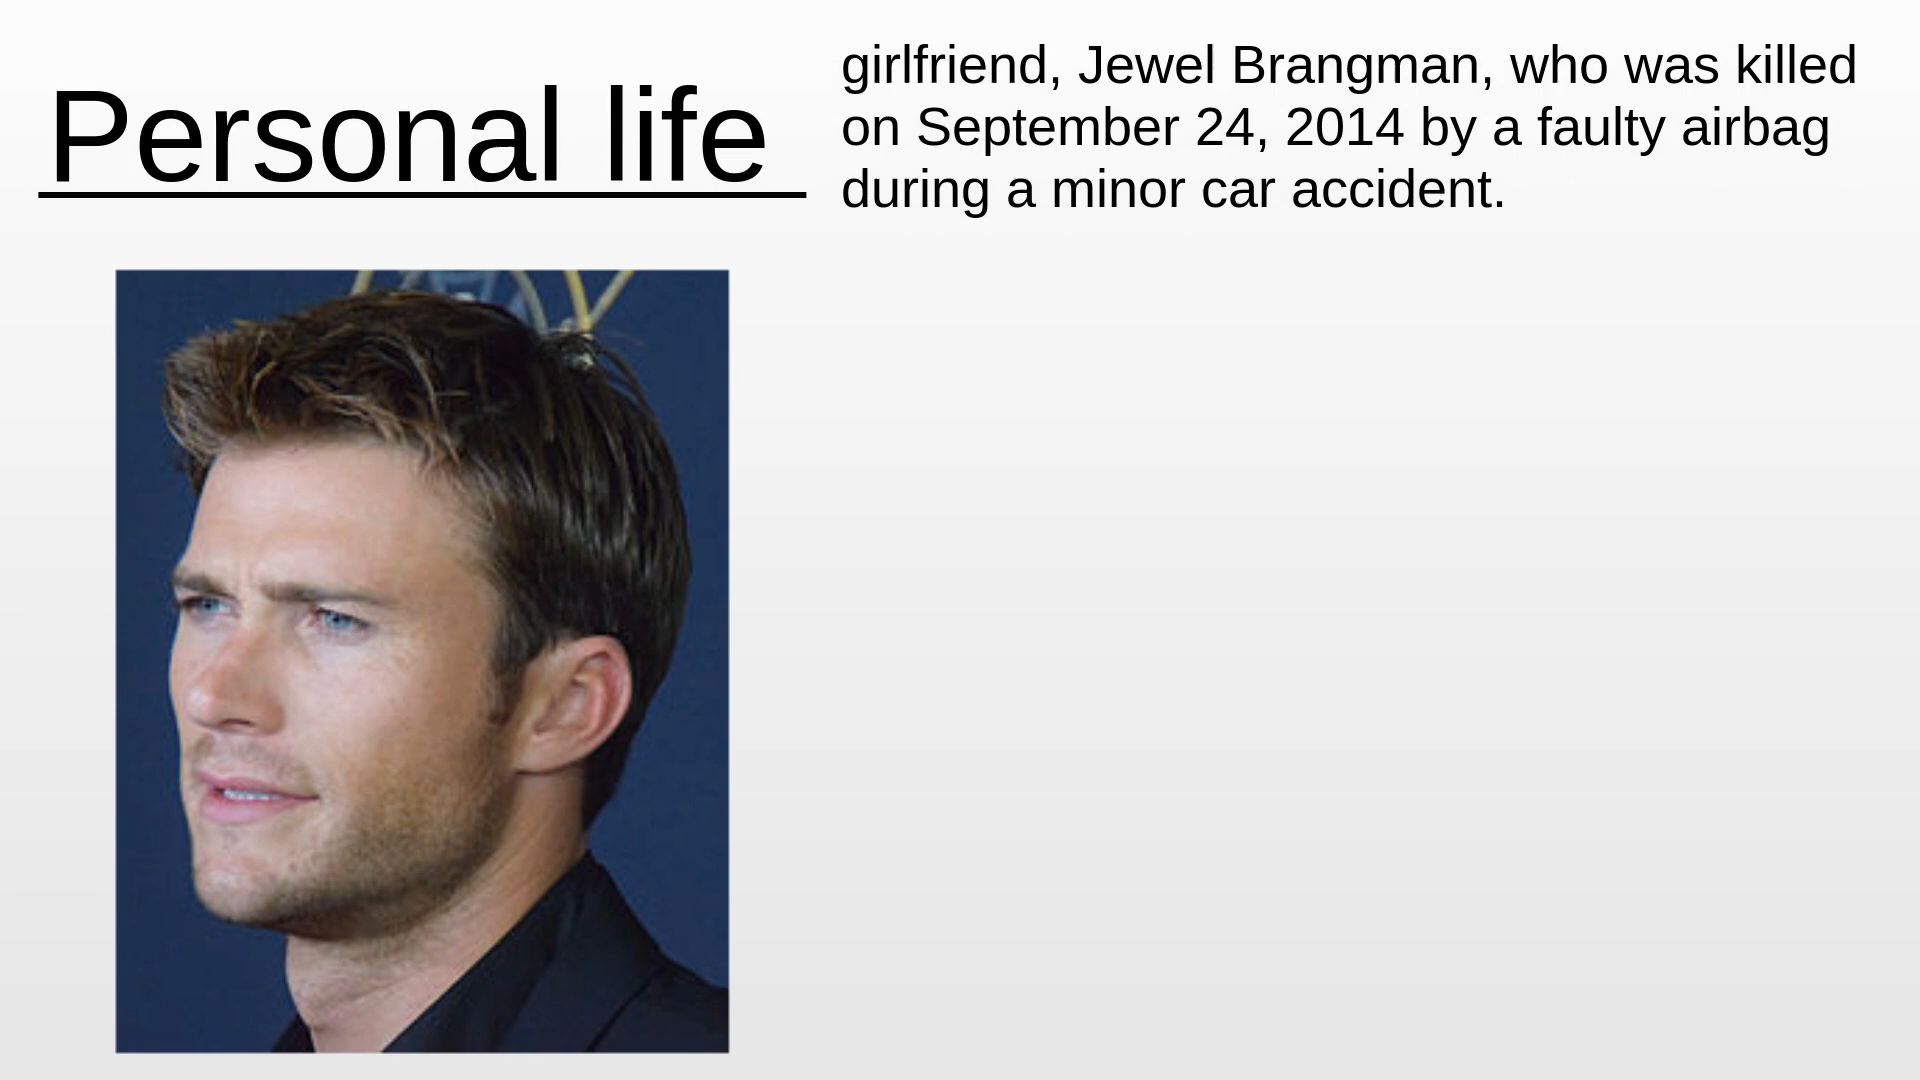 Personal life
girlfriend, Jewel Brangman, who was killed
on September 24, 2014 by a faulty airbag
during a minor car accident.